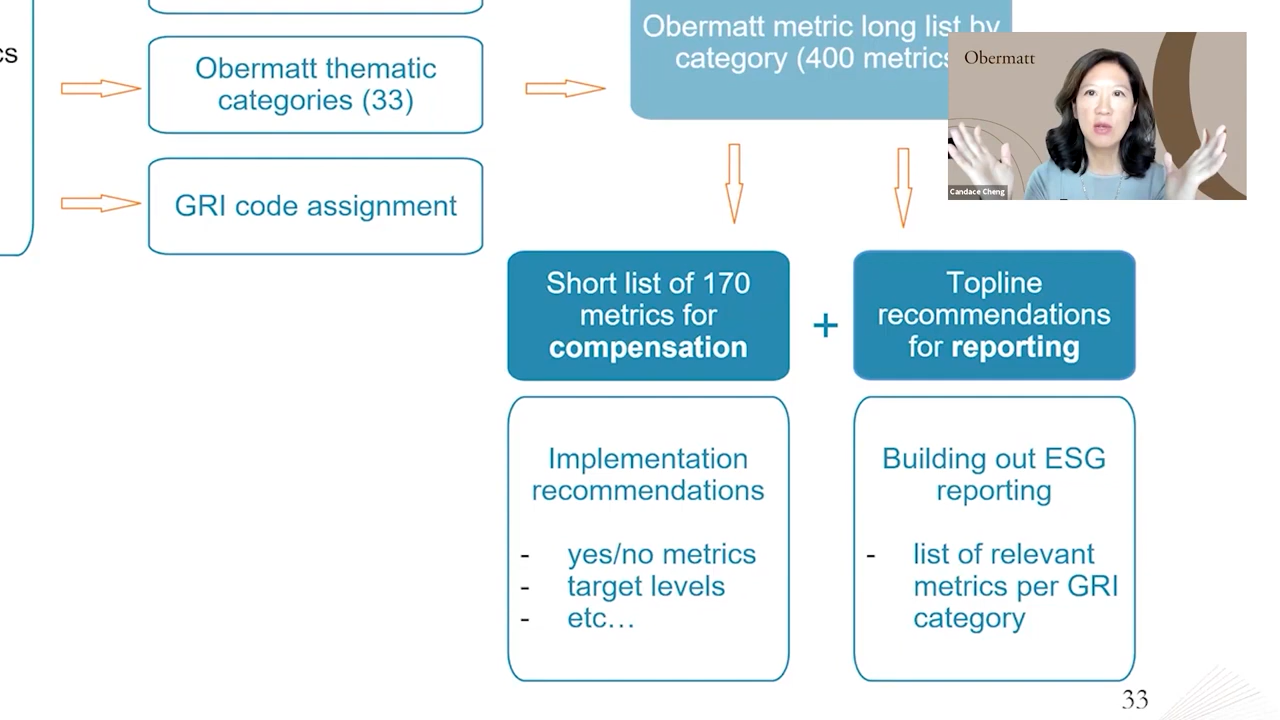 cs
Obermatt thematic
categories (33)
GRI code assignment
Obermatt metric long list by
category (400 metrics
Obermatt
Candace Cheng
Short list of 170
metrics for
compensation
+
Topline
recommendations
for reporting
Implementation
recommendations
- yes/no metrics
- target levels
- etc…
Building out ESG
reporting
- list of relevant
metrics per GRI
category
33